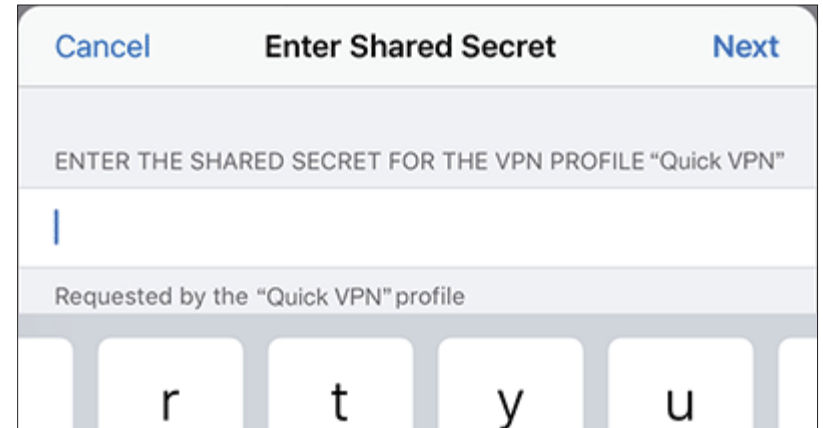 Cancel Enter Shared Secret Next
ENTER THE SHARED SECRET FOR THE VPN PROFILE “Quick VPN”
Requested by the “Quick VPN” profile
r t y u